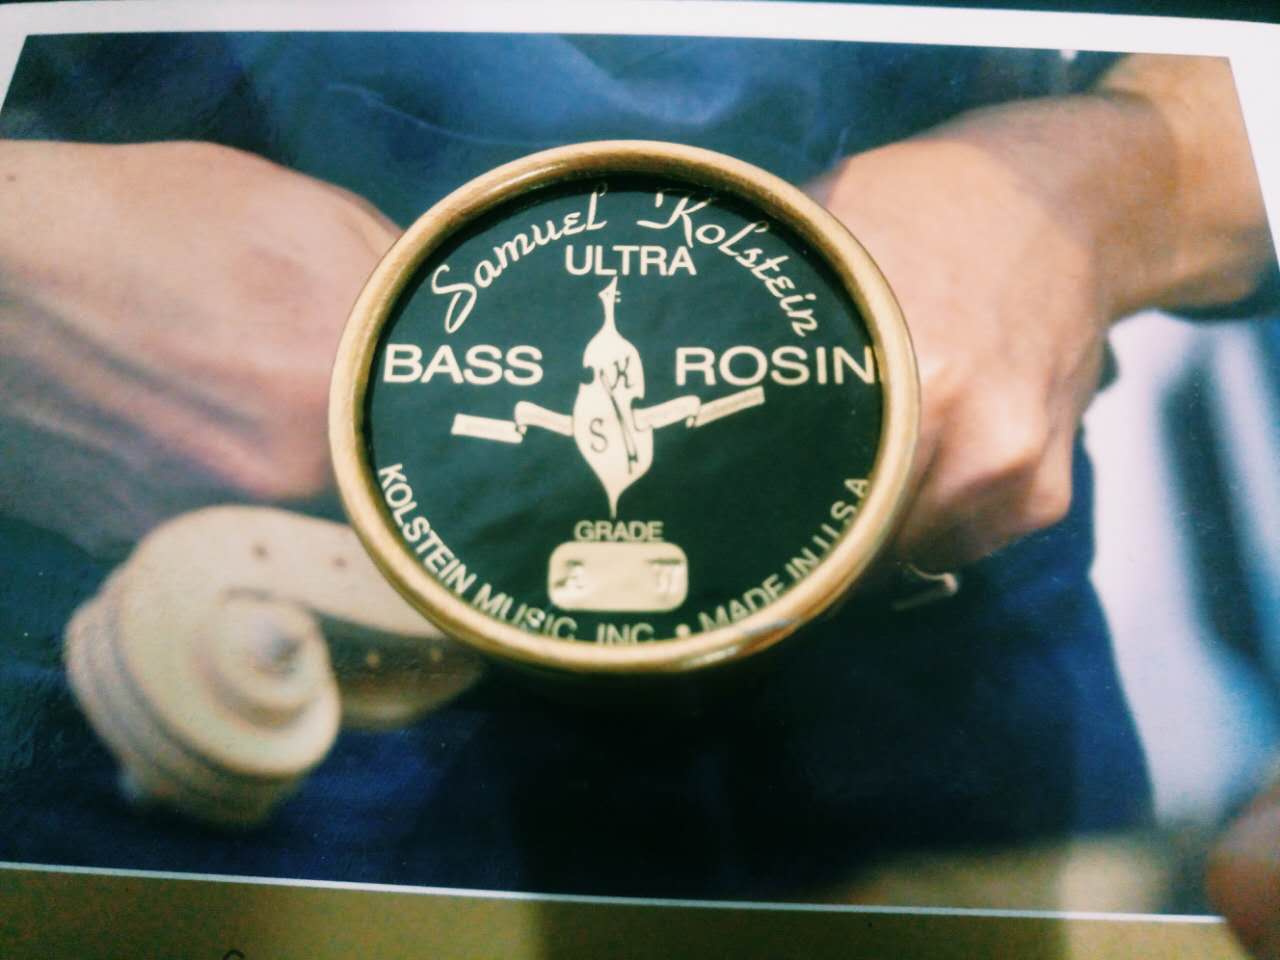 Samuel Kolstein
ULTRA
BASS ROSIN
K
S
GRADE
KOLSTEIN MUSIC, INC. • MADE IN U.S.A